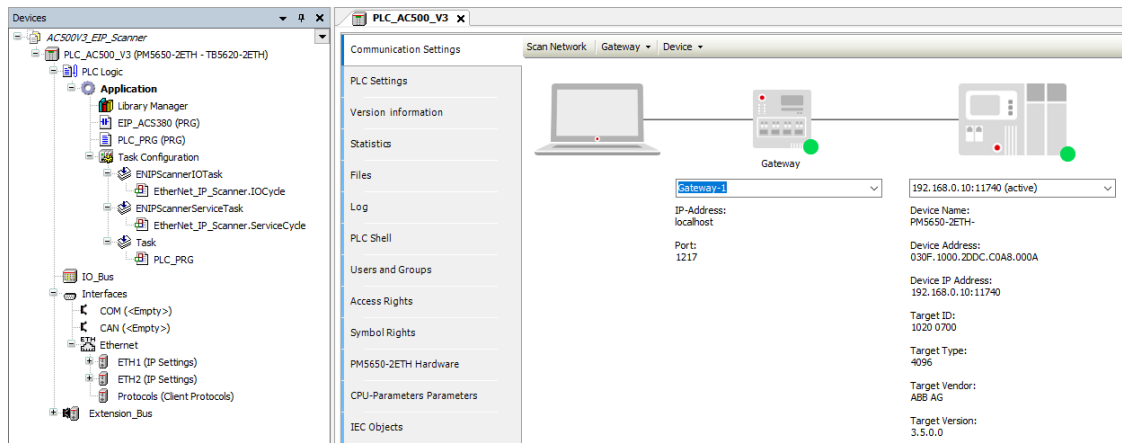 Devices
AC500V3_EIP_Scanner
PLC_AC500_V3 (PM5650-2ETH - TB5620-2ETH)
PLC Logic
Application
Library Manager
EIP_ACS380 (PRG)
PLC_PRG (PRG)
Task Configuration
ENIPScannerIOTask
EtherNet_IP_Scanner.IOCycle
ENIPScannerServiceTask
EtherNet_IP_Scanner.ServiceCycle
Task
PLC_PRG
IO_Bus
Interfaces
COM (<Empty>)
CAN (<Empty>)
Ethernet
ETH1 (IP Settings)
ETH2 (IP Settings)
Protocols (Client Protocols)
Extension_Bus
PLC_AC500_V3
Communication Settings
PLC Settings
Version information
Statistics
Files
Log
PLC Shell
Users and Groups
Access Rights
Symbol Rights
PM5650-2ETH Hardware
CPU-Parameters Parameters
IEC Objects
Scan Network Gateway Device
Gateway
Gateway-1
IP-Address:
localhost
Port:
1217
192.168.0.10:11740 (active)
Device Name:
PM5650-2ETH-
Device Address:
030F.1000.2DDC.C0A8.000A
Device IP Address:
192.168.0.10:11740
Target ID:
1020 0700
Target Type:
4096
Target Vendor:
ABB AG
Target Version:
3.5.0.0